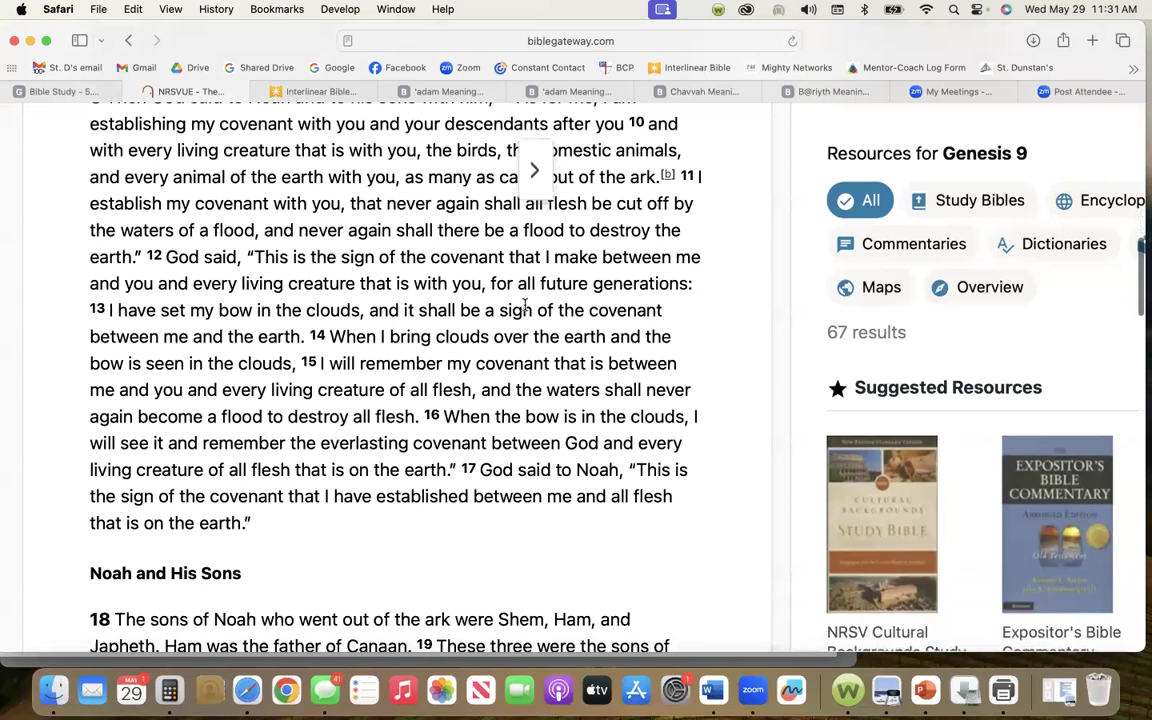 Safari File Edit View History Bookmarks Develop Window Help Wed May 29 11:31 AM
biblegateway.com
St. D's email Gmail Drive Shared Drive Google Facebook Zoom Constant Contact BCP Interlinear Bible Mighty Networks Mentor-Coach Log Form St. Dunstan's
Bible Study - 5... NRSVUE - The... Interlinear Bible... 'adam Meaning... 'adam Meaning... Chavvah Meani... B@riyth Meanin... My Meetings -... Post Attendee -...
establishing my covenant with you and your descendants after you 10 and
with every living creature that is with you, the birds, th omestic animals,
and every animal of the earth with you, as many as ca out of the ark.[b] 11 I
establish my covenant with you, that never again shall all flesh be cut off by
the waters of a flood, and never again shall there be a flood to destroy the
earth.” 12 God said, “This is the sign of the covenant that I make between me
and you and every living creature that is with you, for all future generations:
13 I have set my bow in the clouds, and it shall be a sign of the covenant
between me and the earth. 14 When I bring clouds over the earth and the
bow is seen in the clouds, 15 I will remember my covenant that is between
me and you and every living creature of all flesh, and the waters shall never
again become a flood to destroy all flesh. 16 When the bow is in the clouds, I
will see it and remember the everlasting covenant between God and every
living creature of all flesh that is on the earth.” 17 God said to Noah, “This is
the sign of the covenant that I have established between me and all flesh
that is on the earth.”
Noah and His Sons
18 The sons of Noah who went out of the ark were Shem, Ham, and
Japheth. Ham was the father of Canaan. 19 These three were the sons of
Resources for Genesis 9
All Study Bibles Encyclop
Commentaries Dictionaries
Maps Overview
67 results
Suggested Resources
CULTURAL
BACKGROUNDS
STUDY BIBLE
EXPOSITOR'S
BIBLE
COMMENTARY
ABRIDGED EDITION
Old Testament
NRSV Cultural
Backgrounds Study
Expositor's Bible
Commentary
MAY
29
41
1
tv
zoom